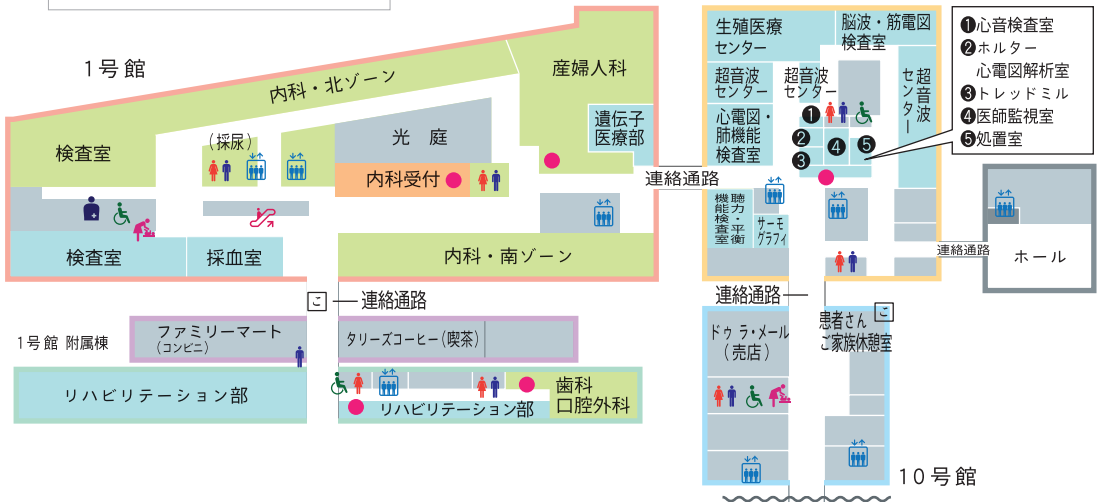 1号館
内科・北ゾーン
産婦人科
検査室
(採尿)
光 庭
遺伝子
医療部
内科受付
検査室
採血室
内科・南ゾーン
連絡通路
生殖医療
センター
脳波・筋電図
検査室
超音波
センター
超音波
センター
超音波
センター
心電図・
肺機能
検査室
❶
❷
❸
❹
❺
❶心音検査室
❷ホルター
心電図解析室
❸トレッドミル
❹医師監視室
❺処置室
聴力・平衡
機能検査室
サーモ
グラフィ
連絡通路
ホール
こ
連絡通路
連絡通路
1号館 附属棟
ファミリーマート
(コンビニ)
タリーズコーヒー(喫茶)
リハビリテーション部
リハビリテーション部
歯科
口腔外科
ドゥ ラ・メール
(売店)
こ
患者さん
ご家族休憩室
10号館